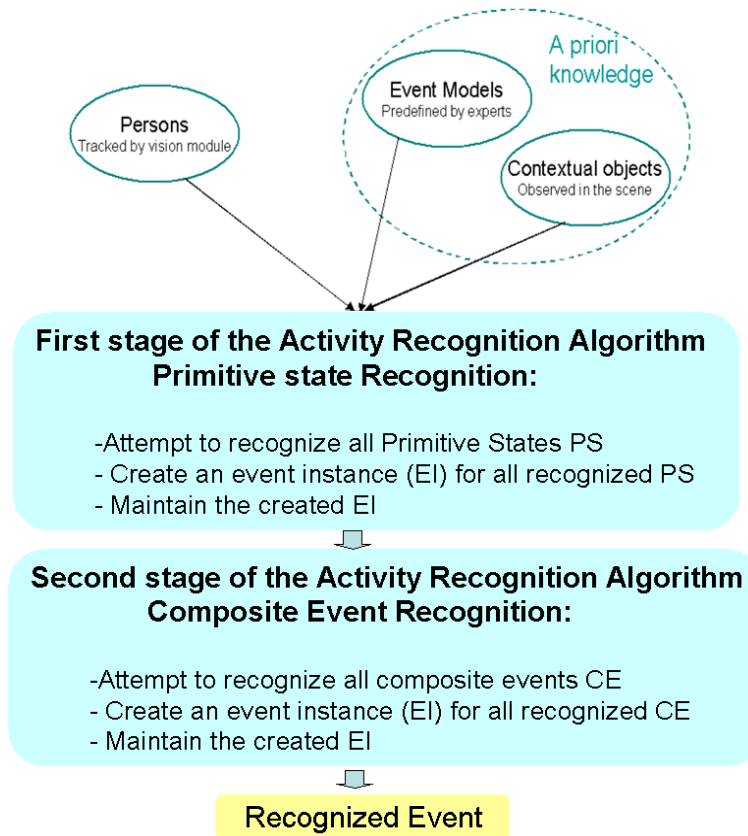 A priori
knowledge
Event Models
Predefined by experts
Persons
Tracked by vision module
Contextual objects
Observed in the scene
First stage of the Activity Recognition Algorithm
Primitive state Recognition:
-Attempt to recognize all Primitive States PS
- Create an event instance (EI) for all recognized PS
- Maintain the created EI
Second stage of the Activity Recognition Algorithm
Composite Event Recognition:
-Attempt to recognize all composite events CE
- Create an event instance (EI) for all recognized CE
- Maintain the created EI
Recognized Event